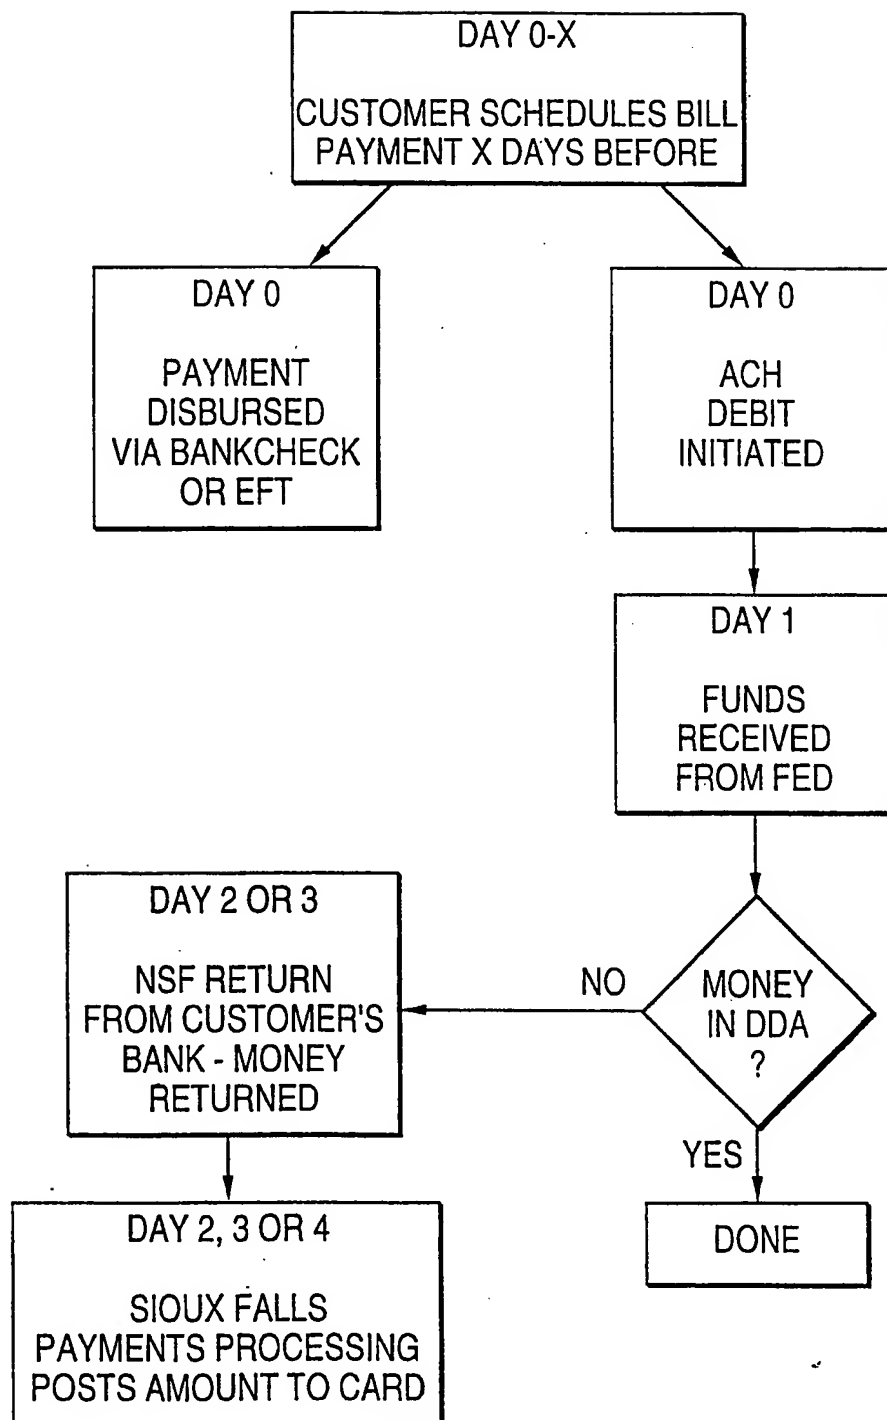 DAY 0-X
CUSTOMER SCHEDULES BILL
PAYMENT X DAYS BEFORE
DAY 0
PAYMENT
DISBURSED
VIA BANKCHECK
OR EFT
DAY 0
ACH
DEBIT
INITIATED
DAY 1
FUNDS
RECEIVED
FROM FED
MONEY
IN DDA
?
NO
YES
DAY 2 OR 3
NSF RETURN
FROM CUSTOMER'S
BANK - MONEY
RETURNED
DAY 2, 3 OR 4
SIOUX FALLS
PAYMENTS PROCESSING
POSTS AMOUNT TO CARD
DONE